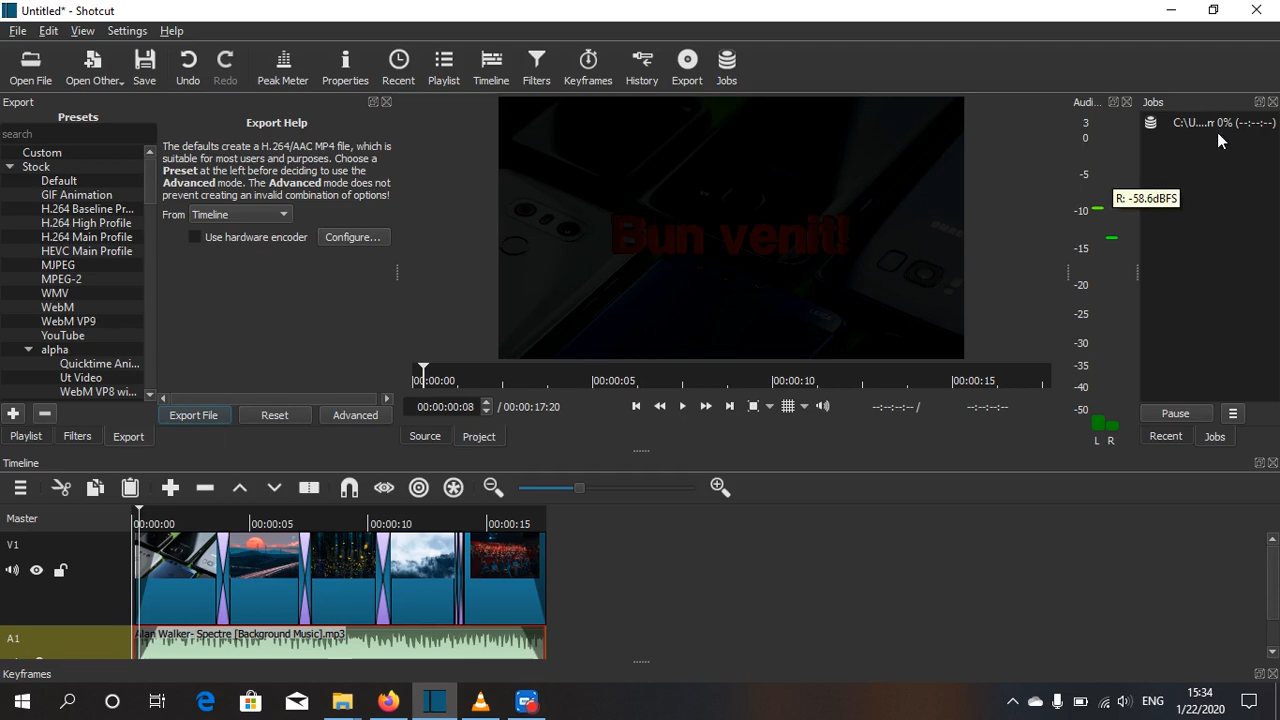 Untitled* - Shotcut
File Edit View Settings Help
Open File Open Other... Save Undo Redo Peak Meter Properties Recent Playlist Timeline Filters Keyframes History Export Jobs
Export
Presets
search
Custom
Stock
Default
GIF Animation
H.264 Baseline Pr...
H.264 High Profile
H.264 Main Profile
HEVC Main Profile
MJPEG
MPEG-2
WMV
WebM
WebM VP9
YouTube
alpha
Quicktime Ani...
Ut Video
WebM VP8 wi...
Export Help
The defaults create a H.264/AAC MP4 file, which is
suitable for most users and purposes. Choose a
Preset at the left before deciding to use the
Advanced mode. The Advanced mode does not
prevent creating an invalid combination of options!
From Timeline
Use hardware encoder Configure...
Export File Reset Advanced
Playlist Filters Export
Bun venit!
00:00:00 00:00:05 00:00:10 00:00:15
00:00:00:08 / 00:00:17:20 --:--:--:-- / --:--:--:--
Source Project
Audi...
3
0
-5
-10
-15
-20
-25
-30
-35
-40
-50
L R
R: -58.6dBFS
Jobs
C:\U....m 0% (--:--:--)
Pause
Recent Jobs
Timeline
Master
00:00:00 00:00:05 00:00:10 00:00:15
V1
A1
Alan Walker- Spectre [Background Music].mp3
Keyframes
ENG
15:34
1/22/2020